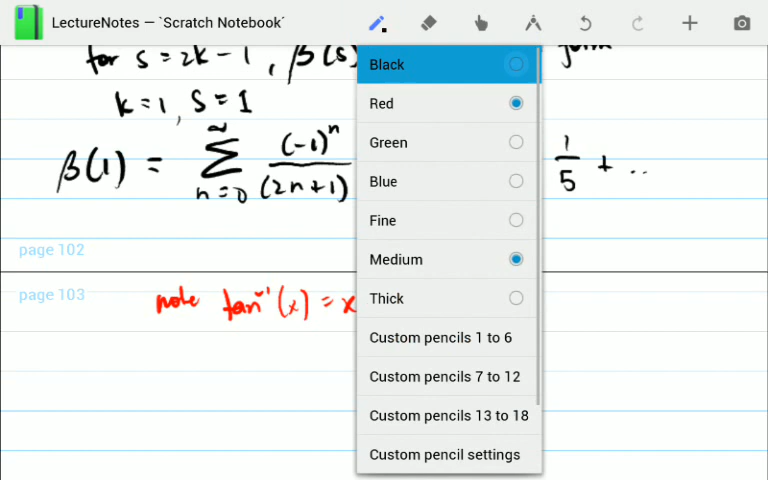 LectureNotes — `Scratch Notebook´
for s = 2k - 1 , β(s) form
k = 1 , s = 1
β(1) = ∞ Σ n = 0 (-1)^n / (2n + 1) 1/5 + ..
page 102
page 103
note tan⁻¹(x) = x
Black
Red
Green
Blue
Fine
Medium
Thick
Custom pencils 1 to 6
Custom pencils 7 to 12
Custom pencils 13 to 18
Custom pencil settings